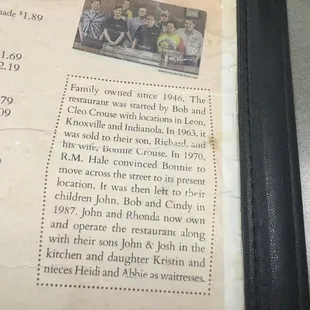 nade $1.89
1.69
2.19
79
09
Family owned since 1946. The
restaurant was started by Bob and
Cleo Crouse with locations in Leon,
Knoxville and Indianola. In 1963, it
was sold to their son, Richard, and
his wife, Bonnie Crouse. In 1970,
R.M. Hale convinced Bonnie to
move across the street to its present
location. It was then left to their
children John, Bob and Cindy in
1987. John and Rhonda now own
and operate the restaurant along
with their sons John & Josh in the
kitchen and daughter Kristin and
nieces Heidi and Abbie as waitresses.